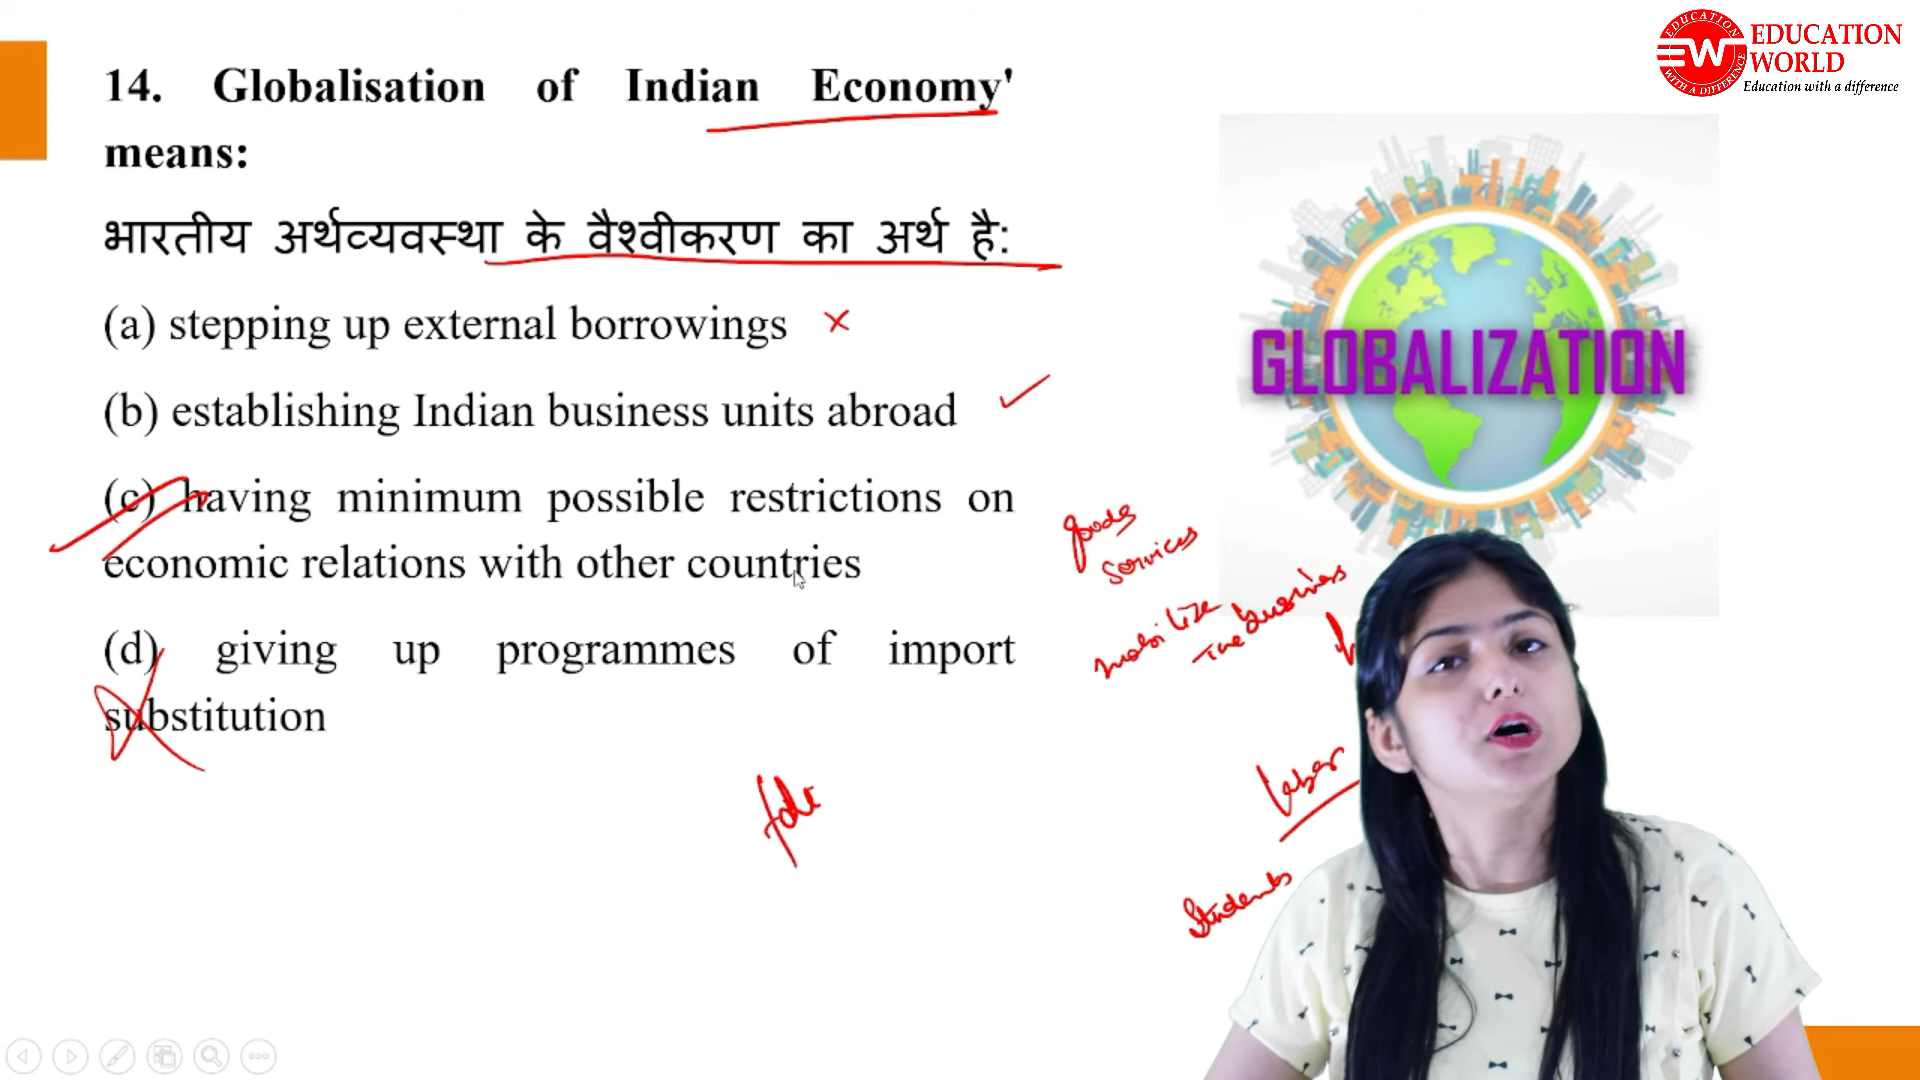 EDUCATION
WORLD
Education with a difference
14. Globalisation of Indian Economy'
means:
भारतीय अर्थव्यवस्था के वैश्वीकरण का अर्थ है:
(a) stepping up external borrowings
(b) establishing Indian business units abroad
(c) having minimum possible restrictions on
economic relations with other countries
(d) giving up programmes of import
substitution
GLOBALIZATION
goods
services
mobilize
the business
labor
students